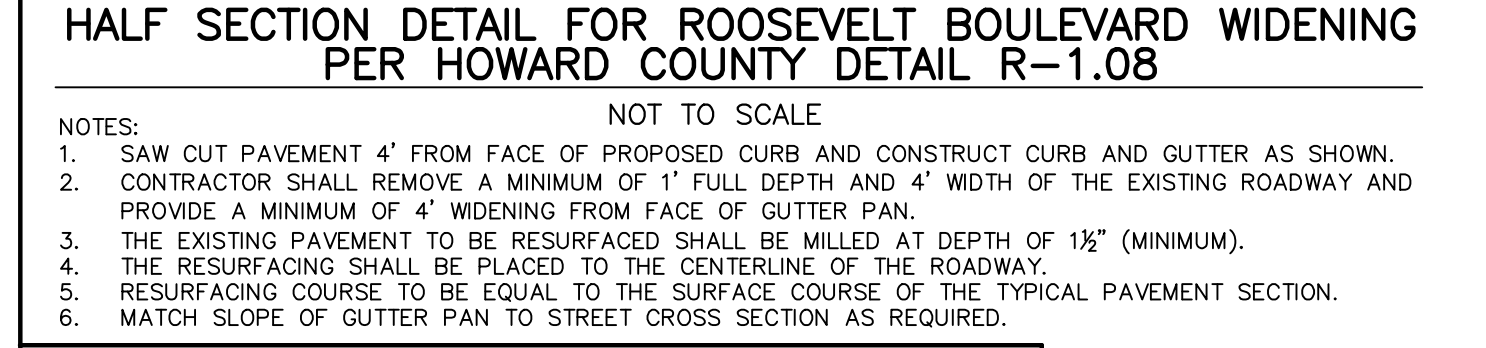 HALF SECTION DETAIL FOR ROOSEVELT BOULEVARD WIDENING
PER HOWARD COUNTY DETAIL R-1.08
NOT TO SCALE
NOTES:
1. SAW CUT PAVEMENT 4' FROM FACE OF PROPOSED CURB AND CONSTRUCT CURB AND GUTTER AS SHOWN.
2. CONTRACTOR SHALL REMOVE A MINIMUM OF 1' FULL DEPTH AND 4' WIDTH OF THE EXISTING ROADWAY AND
PROVIDE A MINIMUM OF 4' WIDENING FROM FACE OF GUTTER PAN.
3. THE EXISTING PAVEMENT TO BE RESURFACED SHALL BE MILLED AT DEPTH OF 1½" (MINIMUM).
4. THE RESURFACING SHALL BE PLACED TO THE CENTERLINE OF THE ROADWAY.
5. RESURFACING COURSE TO BE EQUAL TO THE SURFACE COURSE OF THE TYPICAL PAVEMENT SECTION.
6. MATCH SLOPE OF GUTTER PAN TO STREET CROSS SECTION AS REQUIRED.